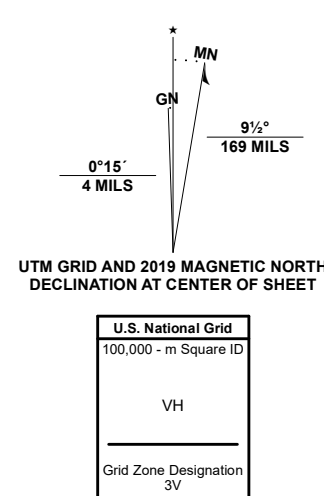 ★
MN
GN
9½°
169 MILS
0°15´
4 MILS
UTM GRID AND 2019 MAGNETIC NORTH
DECLINATION AT CENTER OF SHEET
U.S. National Grid
100,000 - m Square ID
VH
Grid Zone Designation
3V